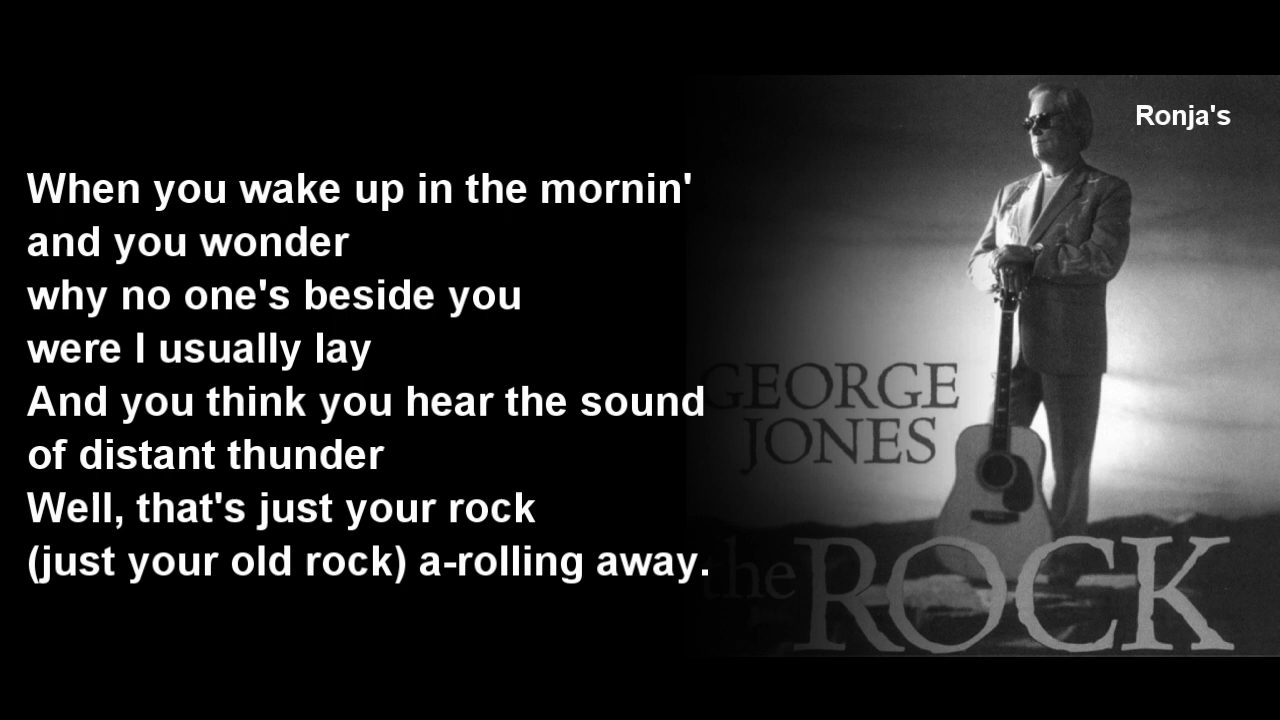 Ronja's
When you wake up in the mornin'
and you wonder
why no one's beside you
were I usually lay
And you think you hear the sound
of distant thunder
Well, that's just your rock
(just your old rock) a-rolling away.
GEORGE
JONES
the ROCK